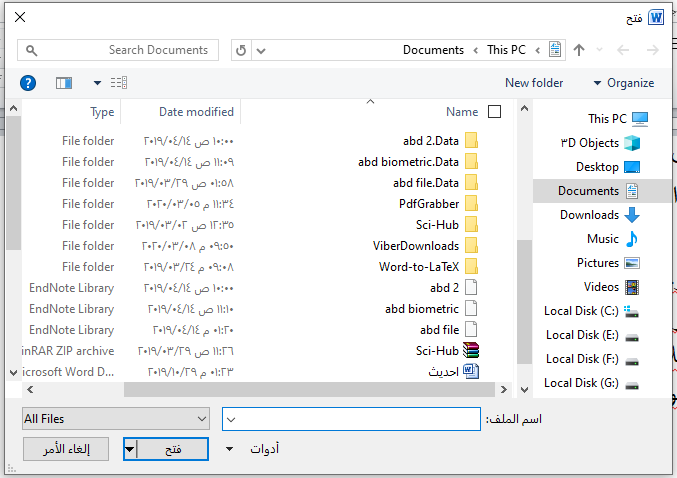 فتح
This PC > Documents
Search Documents
Organize
New folder
Name Date modified Type
This PC
٣D Objects
Desktop
Documents
Downloads
Music
Pictures
Videos
Local Disk (C:)
Local Disk (E:)
Local Disk (F:)
Local Disk (G:)
abd 2.Data ١٠:٠٠ ص ٢٠١٩/٠٤/١٤ File folder
abd biometric.Data ١١:٠٩ ص ٢٠١٩/٠٤/١٤ File folder
abd file.Data ٠١:٥٨ ص ٢٠١٩/٠٣/٢٩ File folder
PdfGrabber ١١:٣٤ م ٢٠٢٠/٠٣/٠٥ File folder
Sci-Hub ١٢:٣٥ ص ٢٠١٩/٠٣/٠٢ File folder
ViberDownloads ٠٩:٥٠ م ٢٠٢٠/٠٣/٠٨ File folder
Word-to-LaTeX ٠٩:٠٨ م ٢٠١٩/٠٣/٢٤ File folder
abd 2 ١٠:٠٠ ص ٢٠١٩/٠٤/١٤ EndNote Library
abd biometric ١١:١٠ ص ٢٠١٩/٠٤/١٤ EndNote Library
abd file ٠١:٢٠ م ٢٠١٩/٠٤/١٤ EndNote Library
Sci-Hub ١١:٢٦ ص ٢٠١٩/٠٣/٢٩ inRAR ZIP archive
احديث ٠١:٢٣ م ٢٠١٩/١٠/٢٩ icrosoft Word D...
اسم الملف:
All Files
أدوات
فتح
إلغاء الأمر